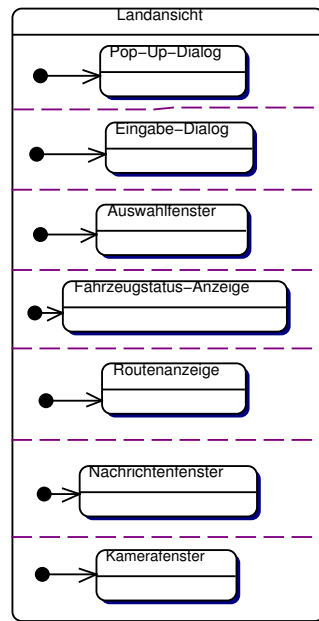 Landansicht
Pop-Up-Dialog
Eingabe-Dialog
Auswahlfenster
Fahrzeugstatus-Anzeige
Routenanzeige
Nachrichtenfenster
Kamerafenster